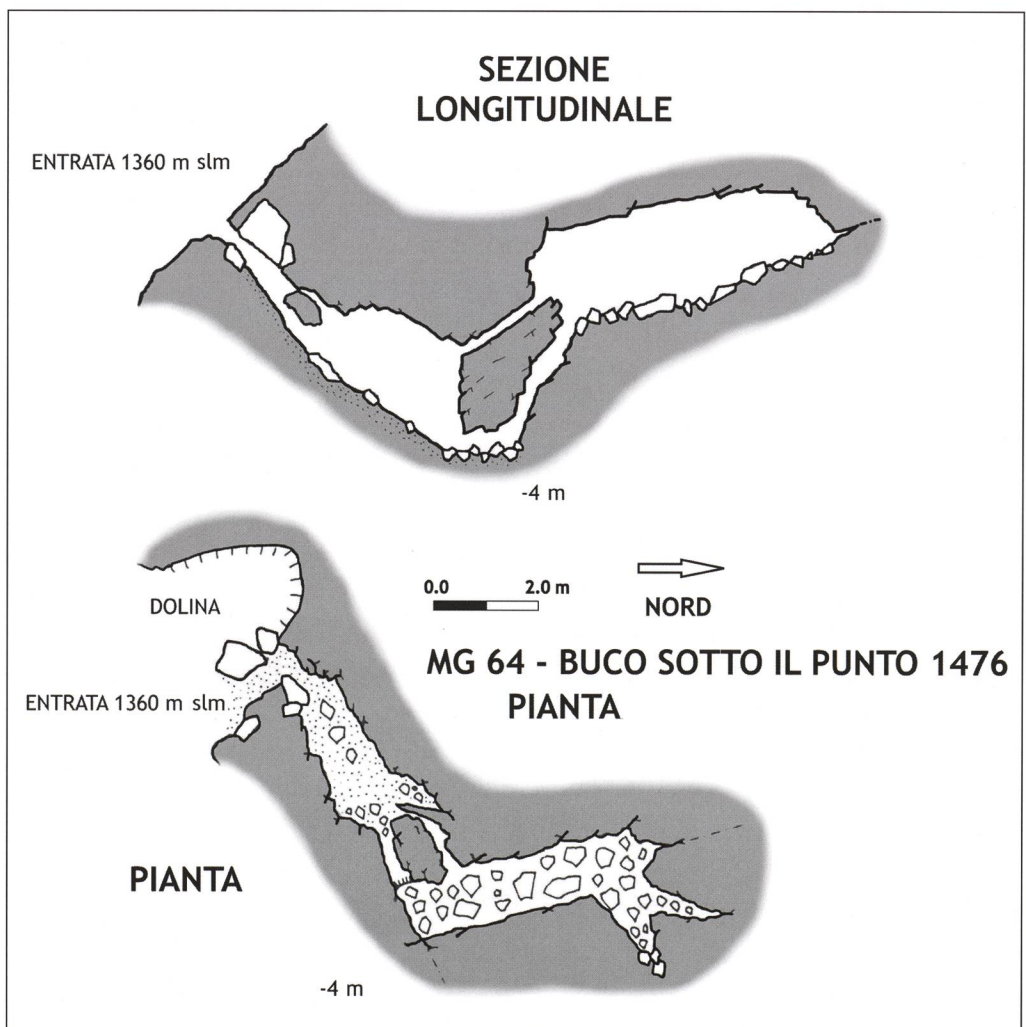 SEZIONE
LONGITUDINALE
ENTRATA 1360 m slm
-4 m
0.0 2.0 m
NORD
DOLINA
MG 64 - BUCO SOTTO IL PUNTO 1476
PIANTA
ENTRATA 1360 m slm
PIANTA
-4 m